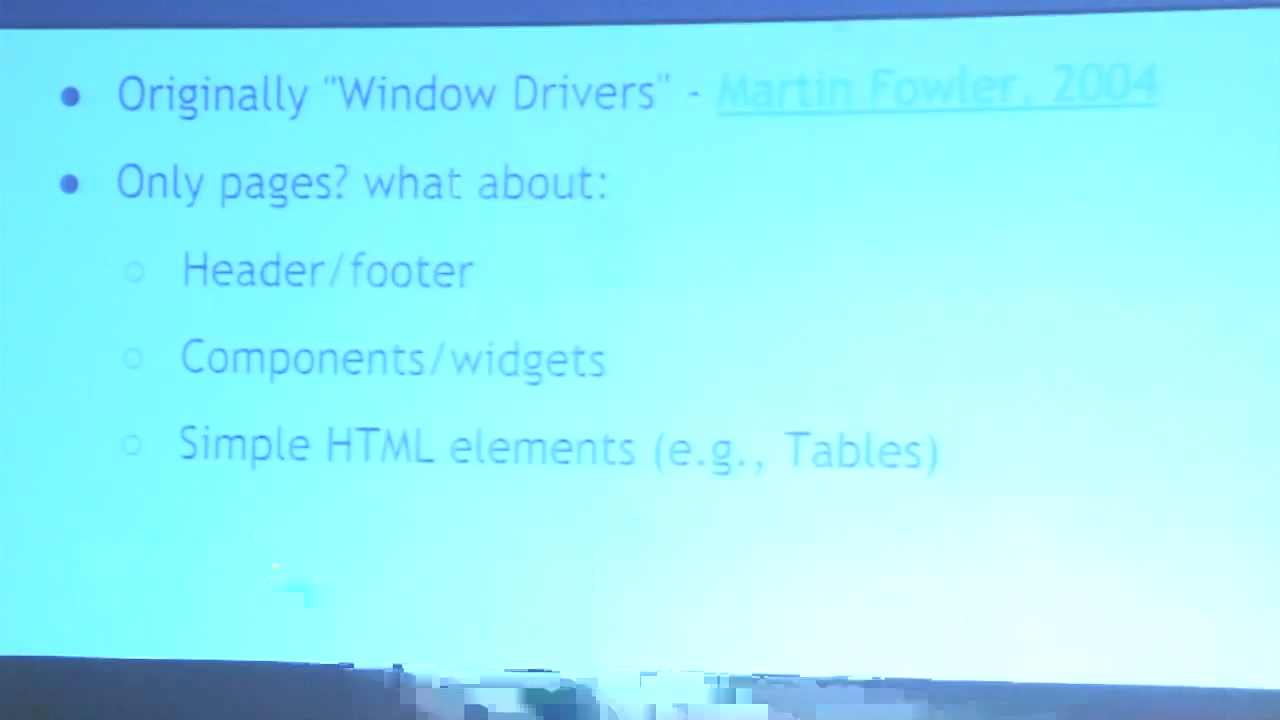 ● Originally "Window Drivers" - Martin Fowler, 2004
● Only pages? what about:
○ Header/footer
○ Components/widgets
○ Simple HTML elements (e.g., Tables)